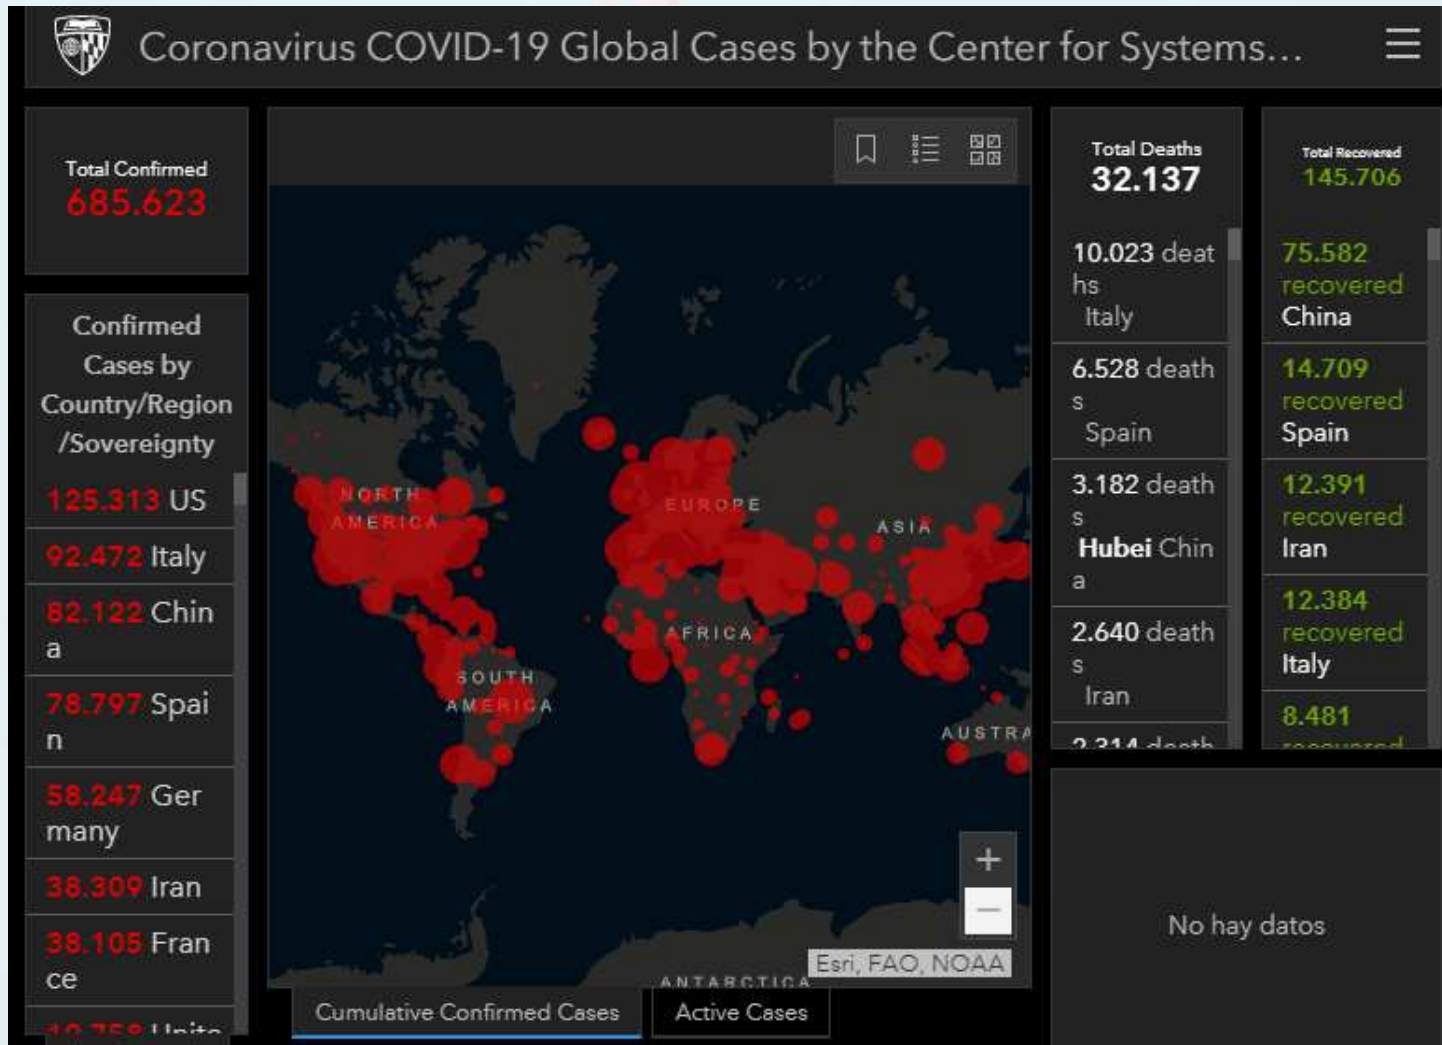 Coronavirus COVID-19 Global Cases by the Center for Systems...
Total Confirmed
685.623
Confirmed
Cases by
Country/Region
/Sovereignty
125.313 US
92.472 Italy
82.122 Chin
a
78.797 Spai
n
58.247 Ger
many
38.309 Iran
38.105 Fran
ce
NORTH
AMERICA
EUROPE
ASIA
AFRICA
SOUTH
AMERICA
AUSTRA
ANTARCTICA
+
−
Esri, FAO, NOAA
Cumulative Confirmed Cases
Active Cases
Total Deaths
32.137
10.023 deat
hs
Italy
6.528 death
s
Spain
3.182 death
s
Hubei Chin
a
2.640 death
s
Iran
2.314 death
Total Recovered
145.706
75.582
recovered
China
14.709
recovered
Spain
12.391
recovered
Iran
12.384
recovered
Italy
8.481
recovered
No hay datos